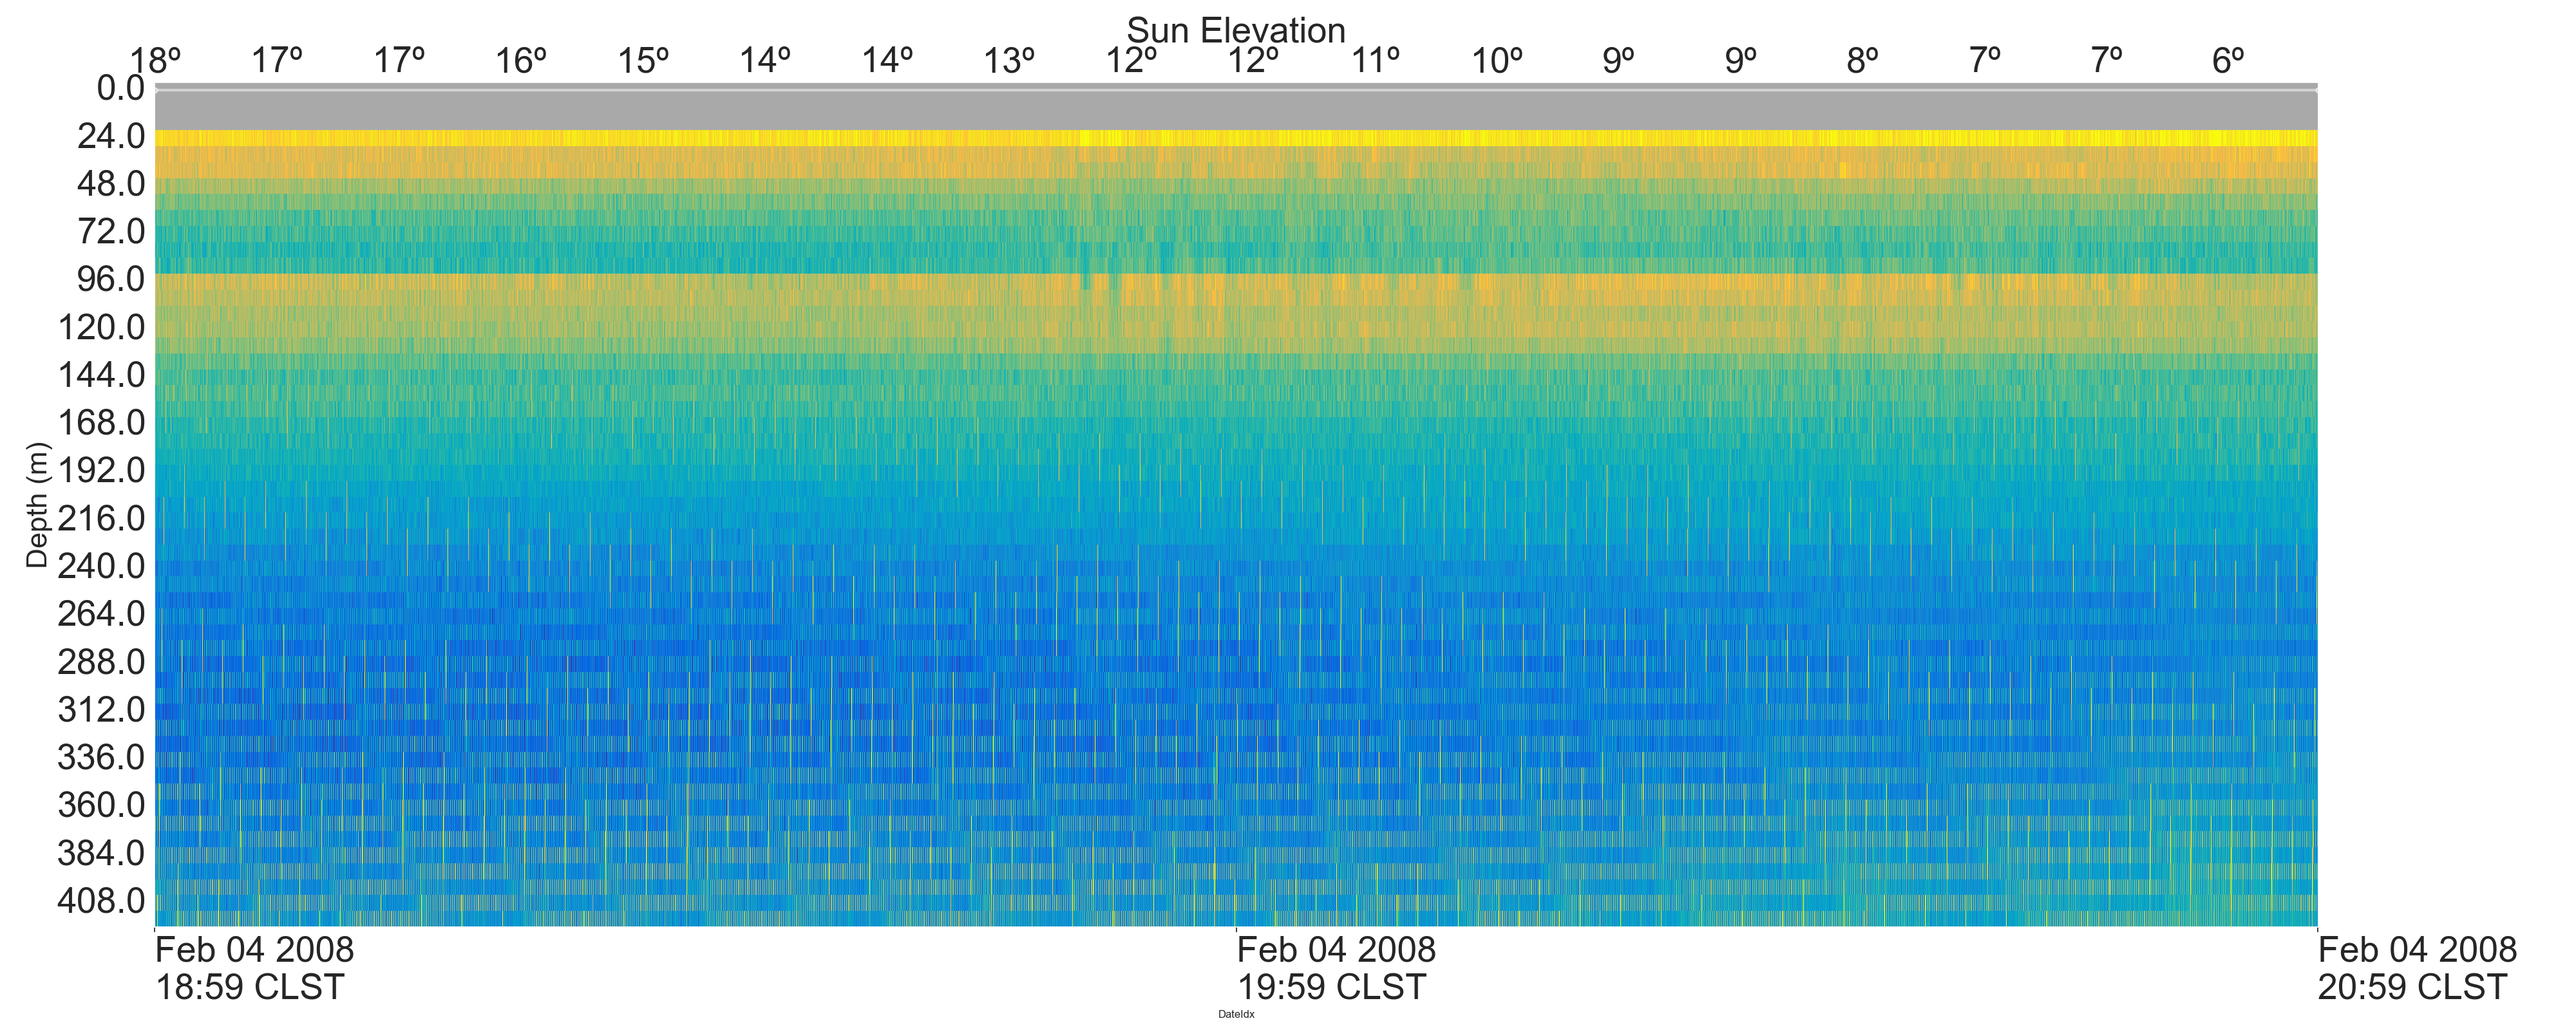 Sun Elevation
18º 17º 17º 16º 15º 14º 14º 13º 12º 12º 11º 10º 9º 9º 8º 7º 7º 6º
0.0
24.0
48.0
72.0
96.0
120.0
144.0
168.0
192.0
216.0
240.0
264.0
288.0
312.0
336.0
360.0
384.0
408.0
Depth (m)
Feb 04 2008
18:59 CLST
Feb 04 2008
19:59 CLST
Feb 04 2008
20:59 CLST
DateIdx